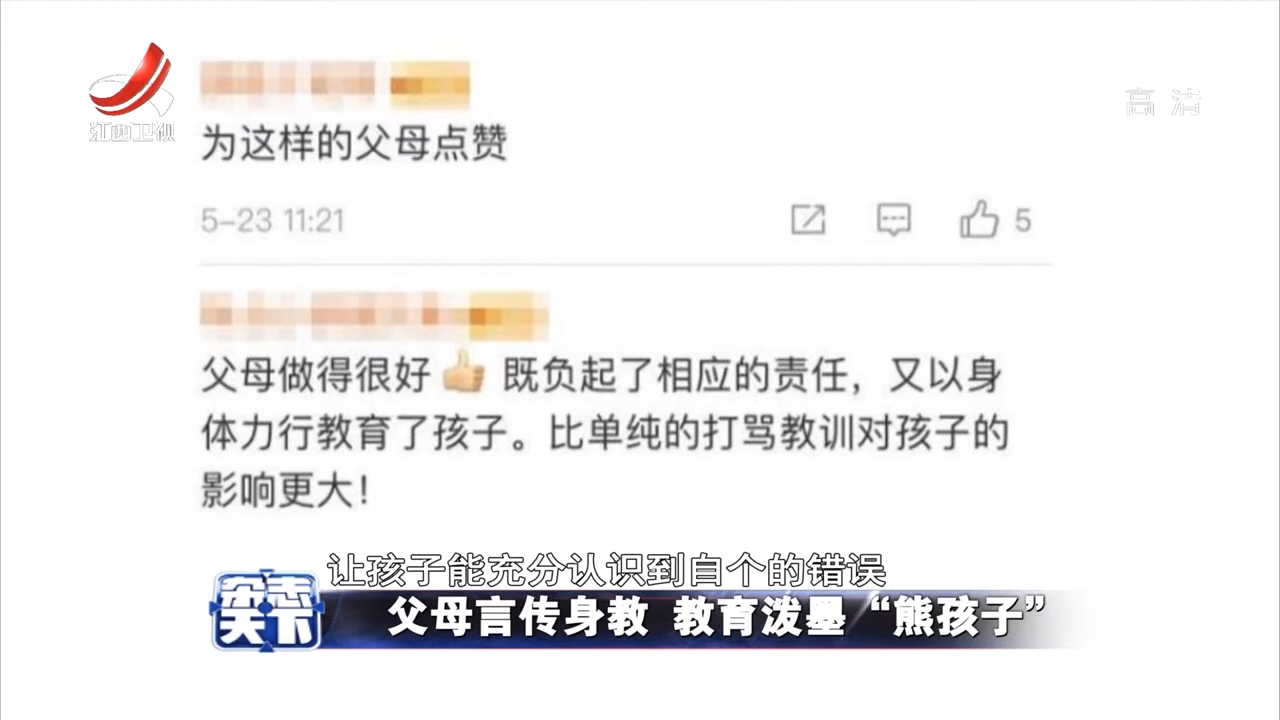 江西卫视
高清
为这样的父母点赞
5-23 11:21
5
父母做得很好👍既负起了相应的责任，又以身
体力行教育了孩子。比单纯的打骂教训对孩子的
影响更大！
让孩子能充分认识到自个的错误
杂志
天下
父母言传身教 教育泼墨“熊孩子”